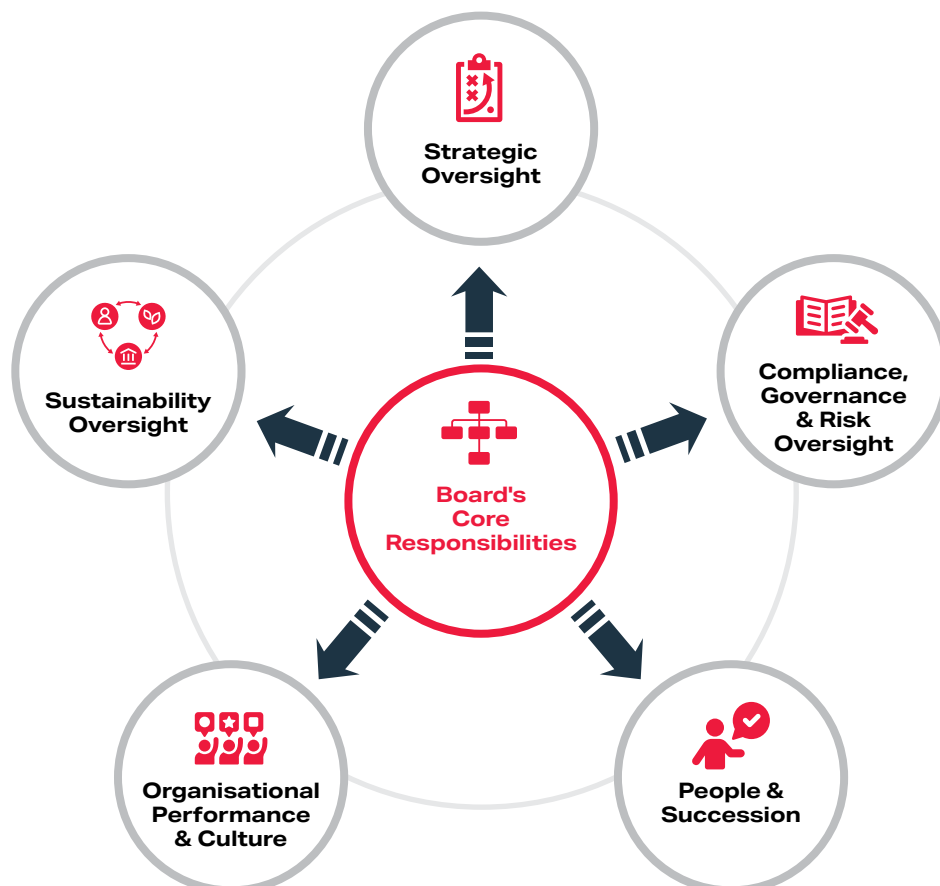 Strategic
Oversight
Sustainability
Oversight
Compliance,
Governance
& Risk
Oversight
Board's
Core
Responsibilities
Organisational
Performance
& Culture
People &
Succession